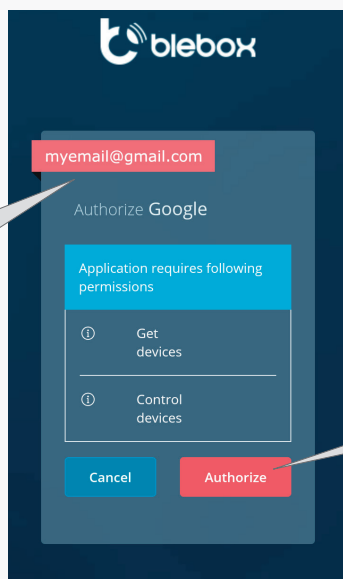 blebox
myemail@gmail.com
Authorize Google
Application requires following
permissions
Get
devices
Control
devices
Cancel
Authorize